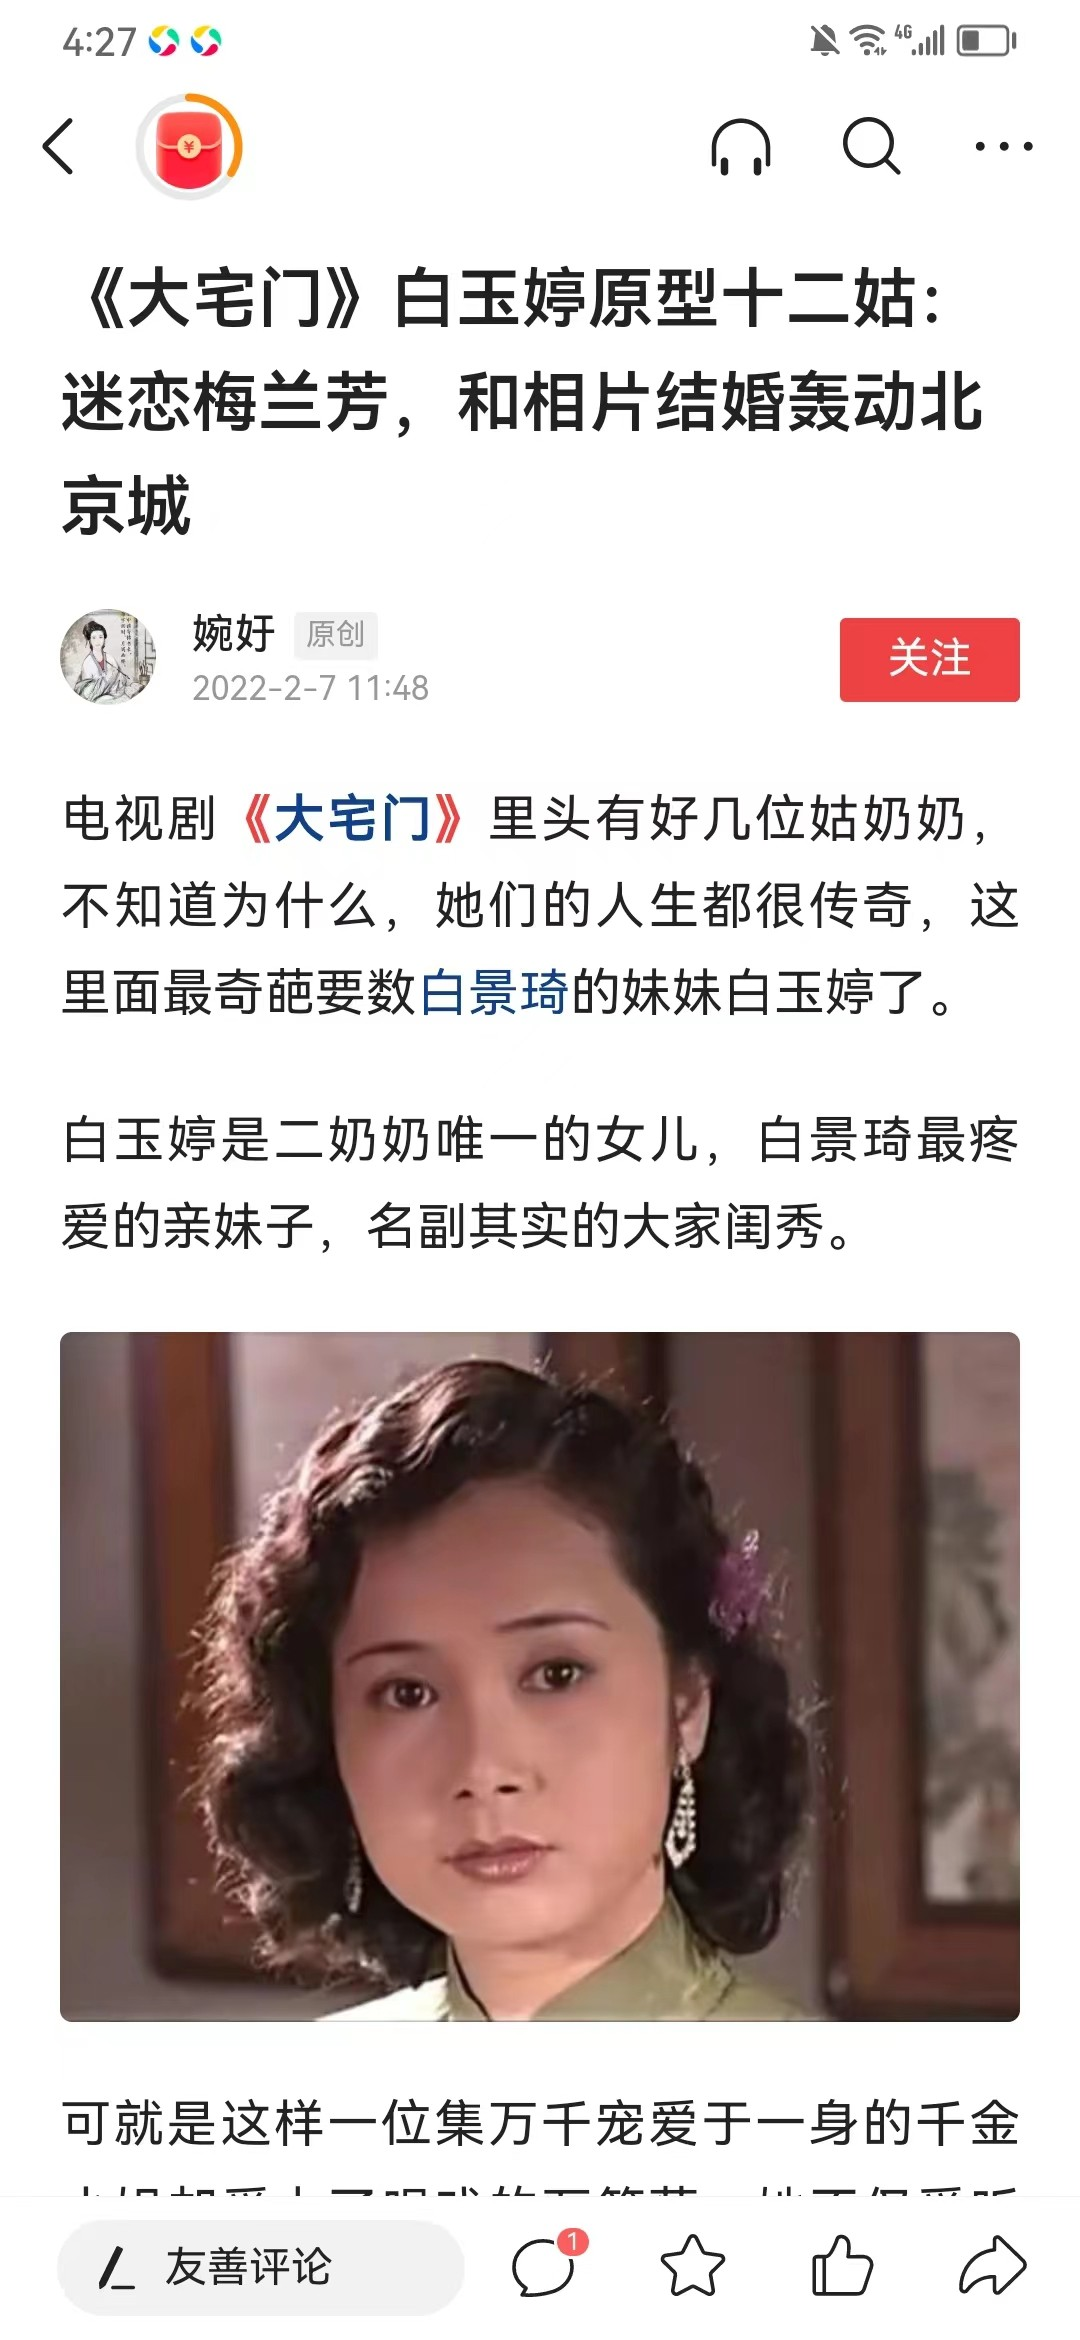 4:27
4G
《大宅门》白玉婷原型十二姑：
迷恋梅兰芳，和相片结婚轰动北
京城
婉妤 原创
2022-2-7 11:48
关注
电视剧《大宅门》里头有好几位姑奶奶，
不知道为什么，她们的人生都很传奇，这
里面最奇葩要数白景琦的妹妹白玉婷了。
白玉婷是二奶奶唯一的女儿，白景琦最疼
爱的亲妹子，名副其实的大家闺秀。
可就是这样一位集万千宠爱于一身的千金
友善评论
1